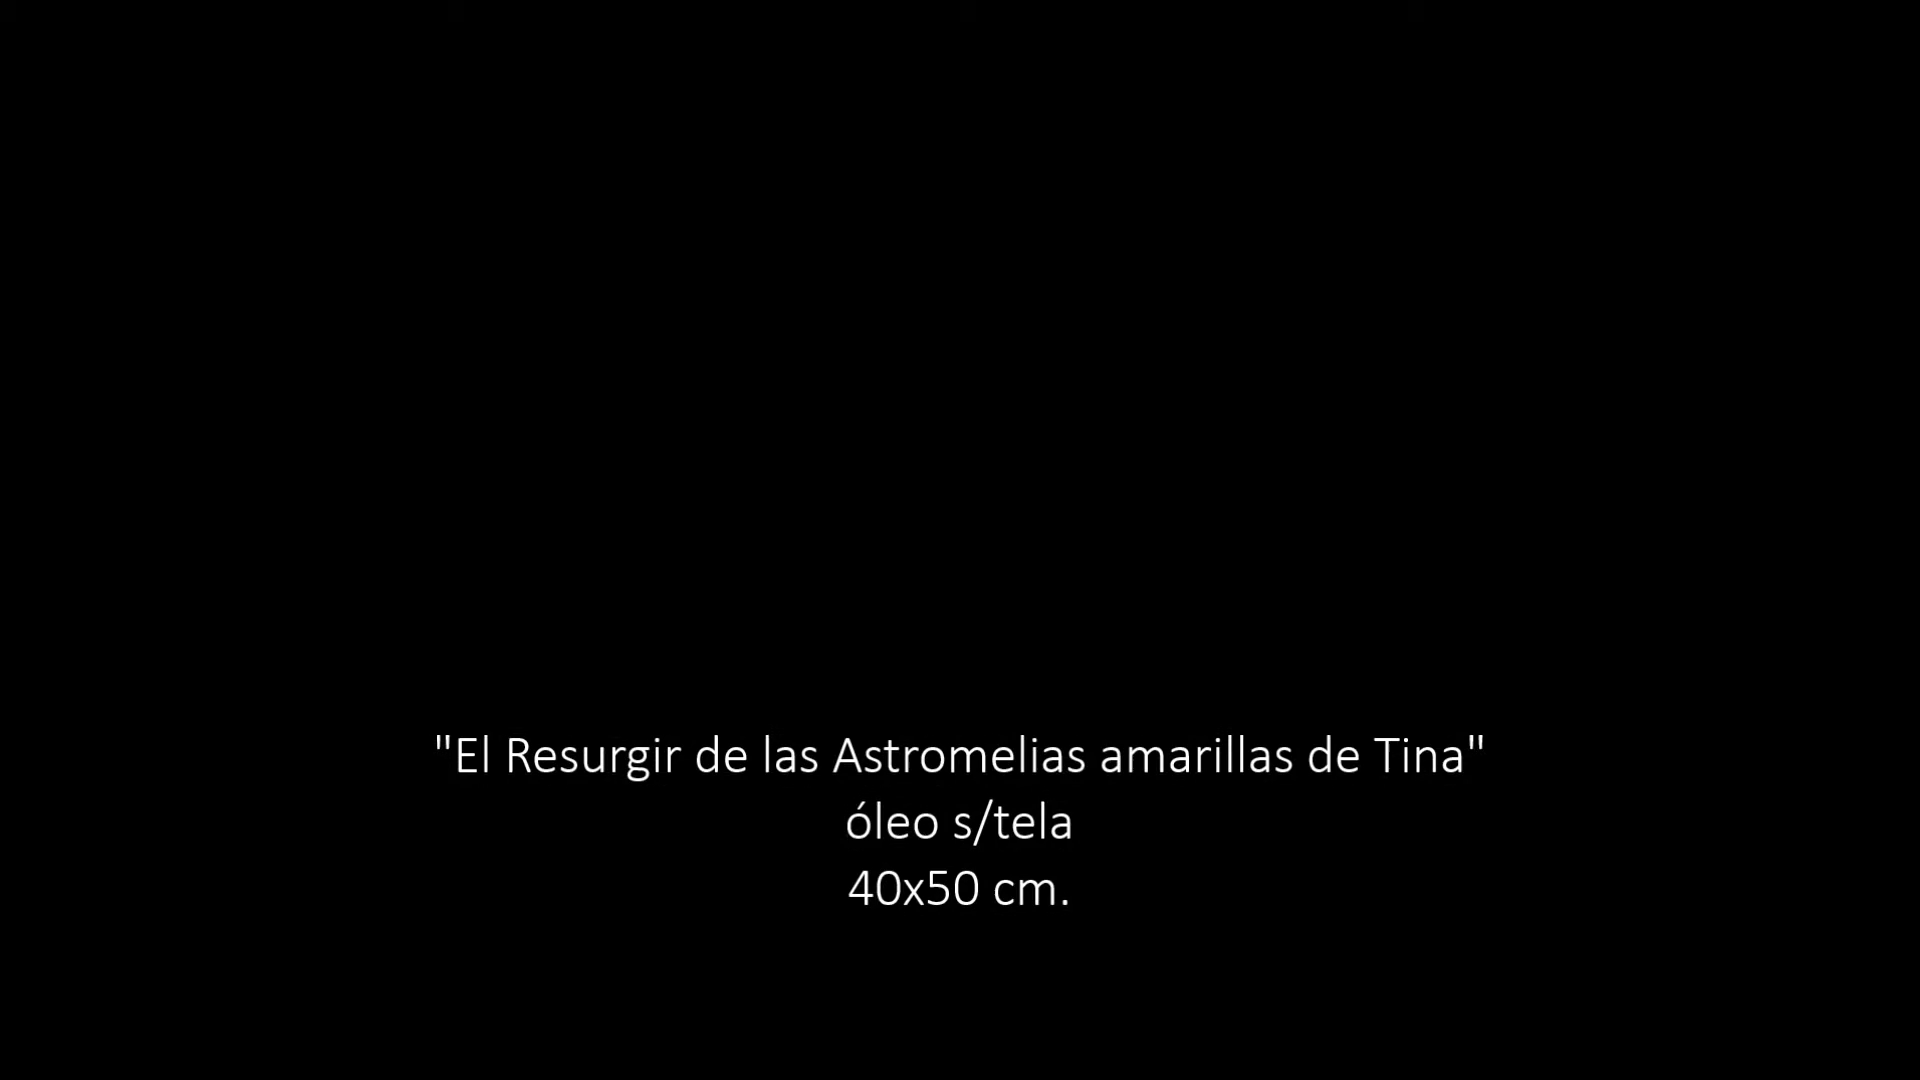 "El Resurgir de las Astromelias amarillas de Tina"
óleo s/tela
40x50 cm.